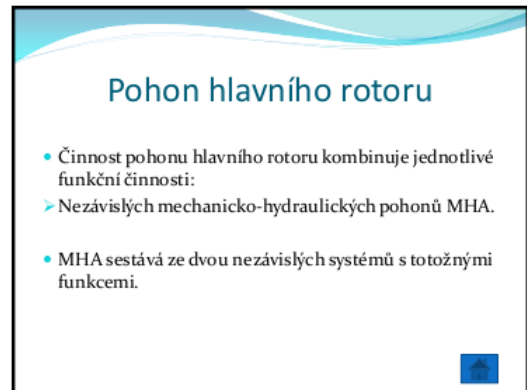 Pohon hlavního rotoru
Činnost pohonu hlavního rotoru kombinuje jednotlivé
funkční činnosti:
Nezávislých mechanicko-hydraulických pohonů MHA.
MHA sestává ze dvou nezávislých systémů s totožnými
funkcemi.